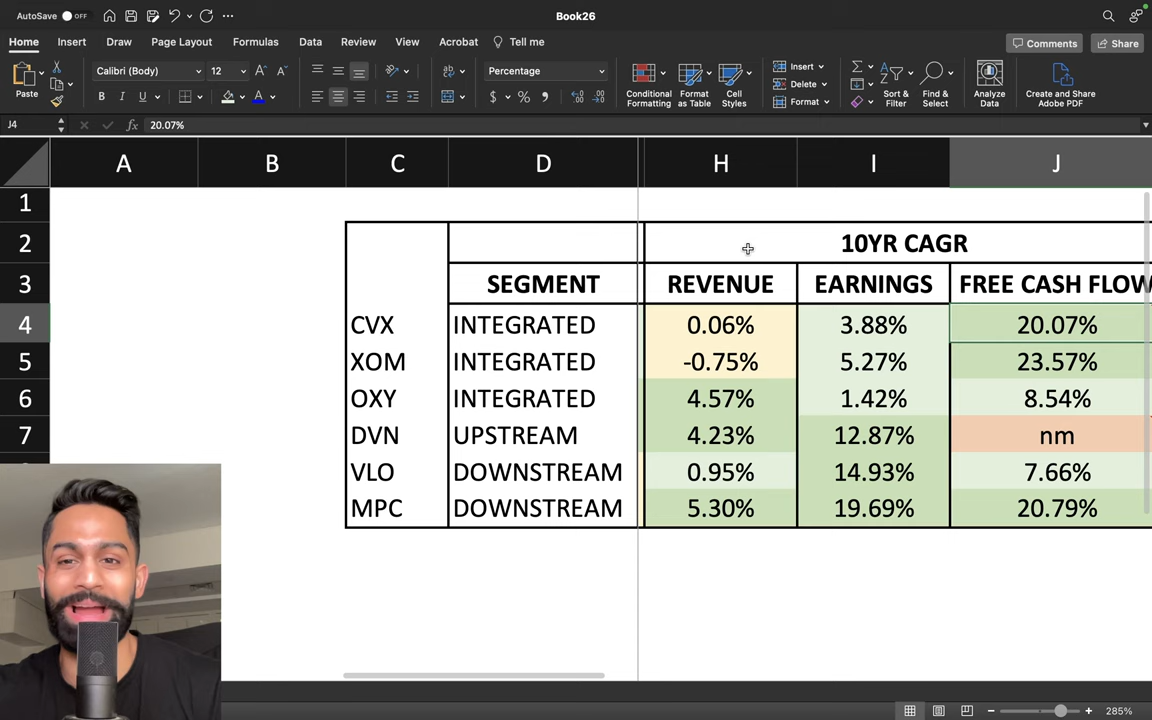 AutoSave OFF Book26
Home Insert Draw Page Layout Formulas Data Review View Acrobat Tell me Comments Share
Paste Calibri (Body) 12 A A Percentage Conditional Formatting Format as Table Cell Styles Insert Delete Format Sort & Filter Find & Select Analyze Data Create and Share Adobe PDF
B I U A $ % ,
J4 fx 20.07%
A B C D H I J
1
2 10YR CAGR
3 SEGMENT REVENUE EARNINGS FREE CASH FLOW
4 CVX INTEGRATED 0.06% 3.88% 20.07%
5 XOM INTEGRATED -0.75% 5.27% 23.57%
6 OXY INTEGRATED 4.57% 1.42% 8.54%
7 DVN UPSTREAM 4.23% 12.87% nm
VLO DOWNSTREAM 0.95% 14.93% 7.66%
MPC DOWNSTREAM 5.30% 19.69% 20.79%
285%